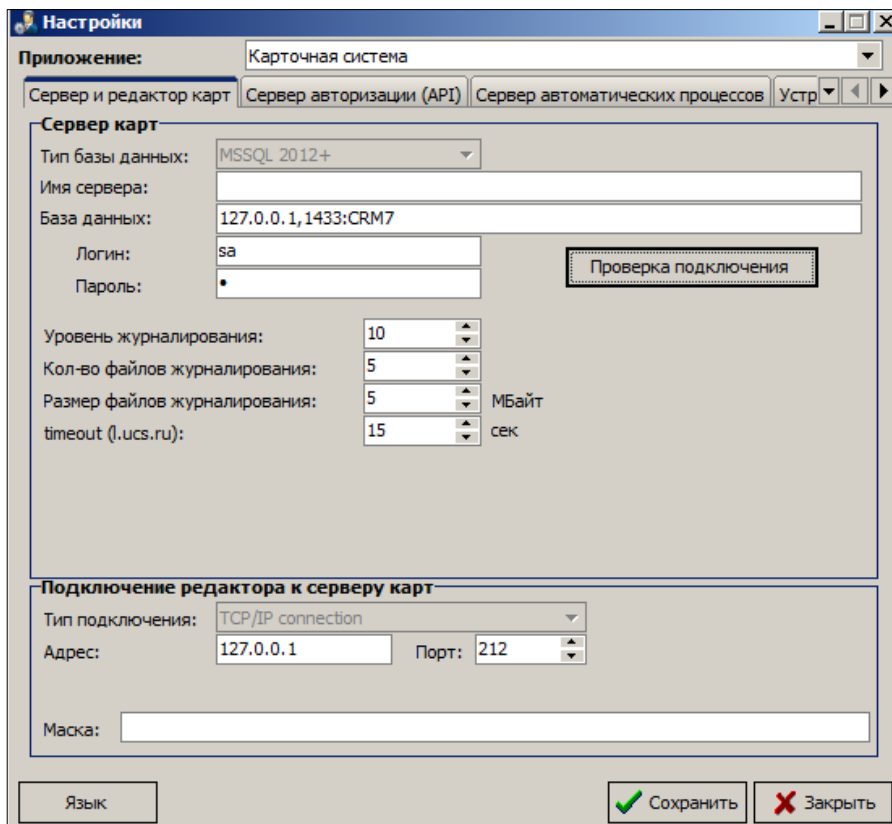 Настройки
Приложение: Карточная система
Сервер и редактор карт Сервер авторизации (API) Сервер автоматических процессов Устр
Сервер карт
Тип базы данных: MSSQL 2012+
Имя сервера:
База данных: 127.0.0.1,1433:CRM7
Логин: sa
Проверка подключения
Пароль: •
Уровень журналирования: 10
Кол-во файлов журналирования: 5
Размер файлов журналирования: 5 МБайт
timeout (l.ucs.ru): 15 сек
Подключение редактора к серверу карт
Тип подключения: TCP/IP connection
Адрес: 127.0.0.1 Порт: 212
Маска:
Язык Сохранить Закрыть